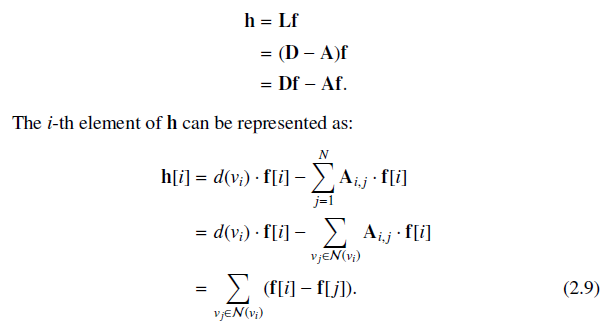 h = Lf
= (D − A)f
= Df − Af.
The i-th element of h can be represented as:
h[i] = d(v_i) · f[i] − ∑_{j=1}^{N} A_{i,j} · f[i]
= d(v_i) · f[i] − ∑_{v_j∈N(v_i)} A_{i,j} · f[i]
= ∑_{v_j∈N(v_i)} (f[i] − f[j]). (2.9)